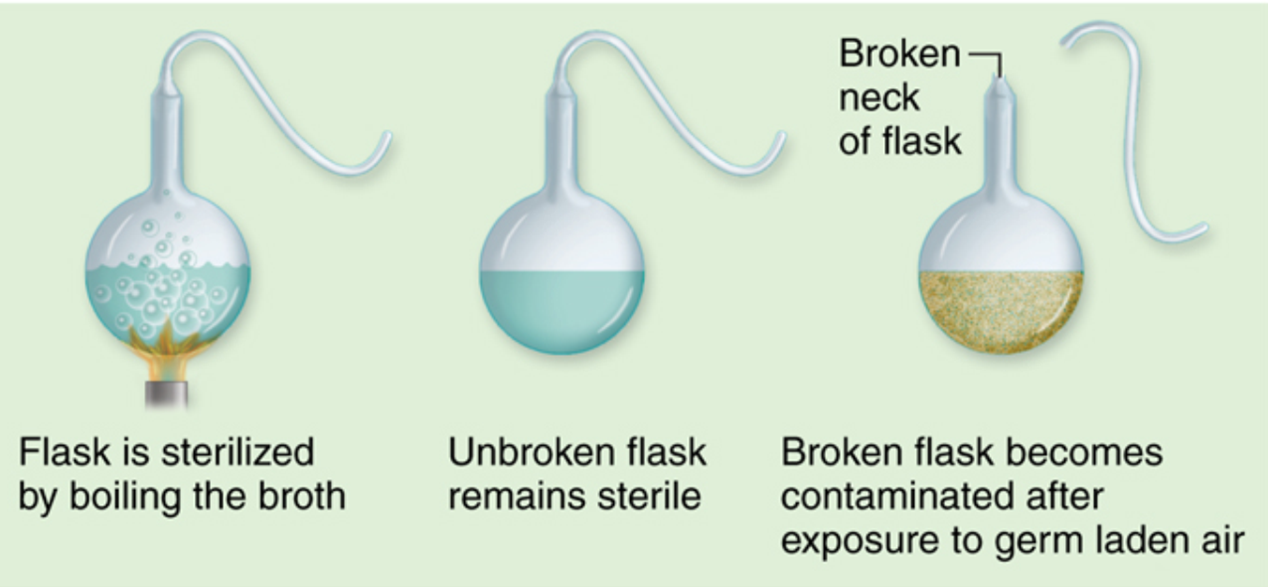 Broken
neck
of flask
Flask is sterilized
by boiling the broth
Unbroken flask
remains sterile
Broken flask becomes
contaminated after
exposure to germ laden air